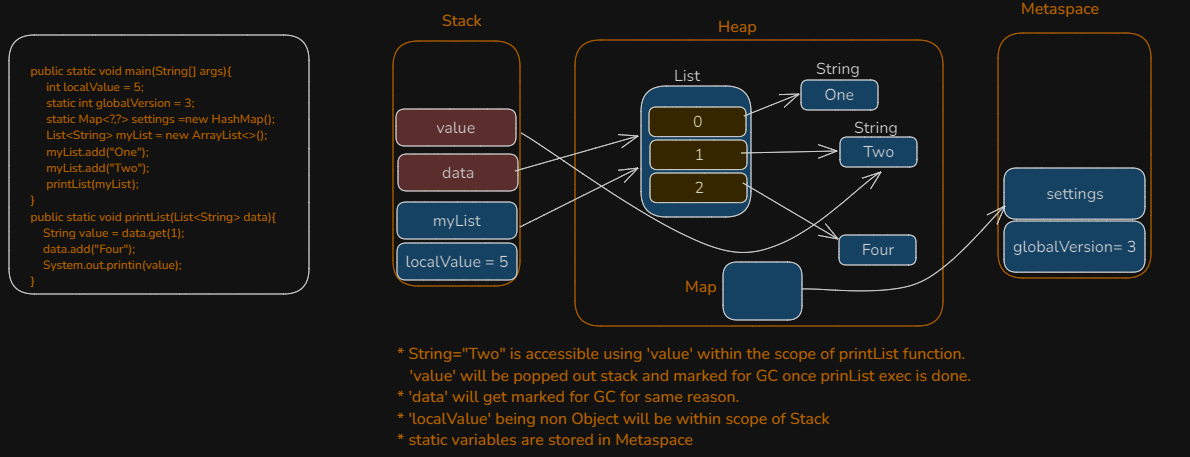 Stack
Heap
Metaspace
public static void main(String[] args){
int localValue = 5;
static int globalVersion = 3;
static Map<?,?> settings =new HashMap();
List<String> myList = new ArrayList<>();
myList.add("One");
myList.add("Two");
printList(myList);
}
public static void printList(List<String> data){
String value = data.get(1);
data.add("Four");
System.out.println(value);
}
value
data
myList
localValue = 5
List
0
1
2
String
One
String
Two
Four
Map
settings
globalVersion= 3
* String="Two" is accessible using 'value' within the scope of printList function.
'value' will be popped out stack and marked for GC once prinList exec is done.
* 'data' will get marked for GC for same reason.
* 'localValue' being non Object will be within scope of Stack
* static variables are stored in Metaspace